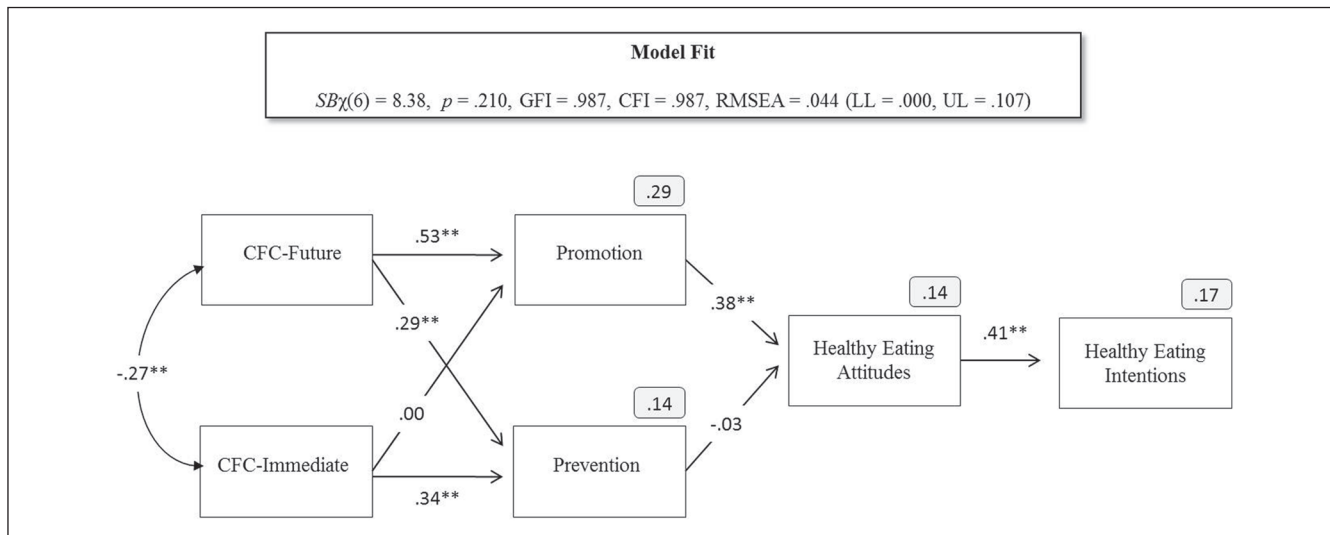 Model Fit
SBχ(6) = 8.38, p = .210, GFI = .987, CFI = .987, RMSEA = .044 (LL = .000, UL = .107)
.29
CFC-Future
.53**
Promotion
.29**
.38**
.14
.17
-.27**
Healthy Eating
Attitudes
.41**
Healthy Eating
Intentions
.00
.14
-.03
CFC-Immediate
.34**
Prevention